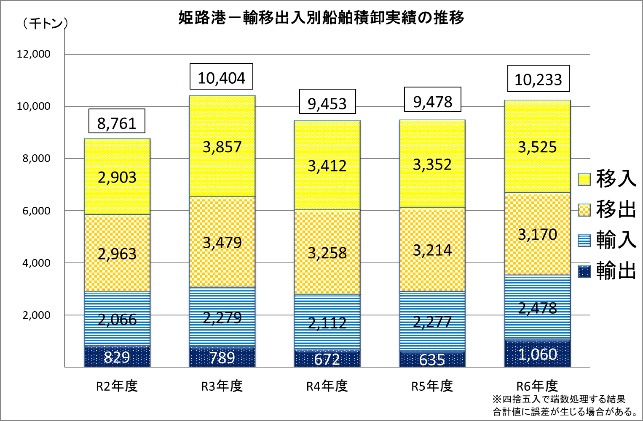 姫路港－輸移出入別船舶積卸実績の推移
（千トン）
12,000
10,000
8,000
6,000
4,000
2,000
8,761
10,404
9,453
9,478
10,233
2,903
3,857
3,412
3,352
3,525
2,963
3,479
3,258
3,214
3,170
2,066
2,279
2,112
2,277
2,478
829
789
672
635
1,060
移入
移出
輸入
輸出
R2年度
R3年度
R4年度
R5年度
R6年度
※四捨五入で端数処理する結果
合計値に誤差が生じる場合がある。